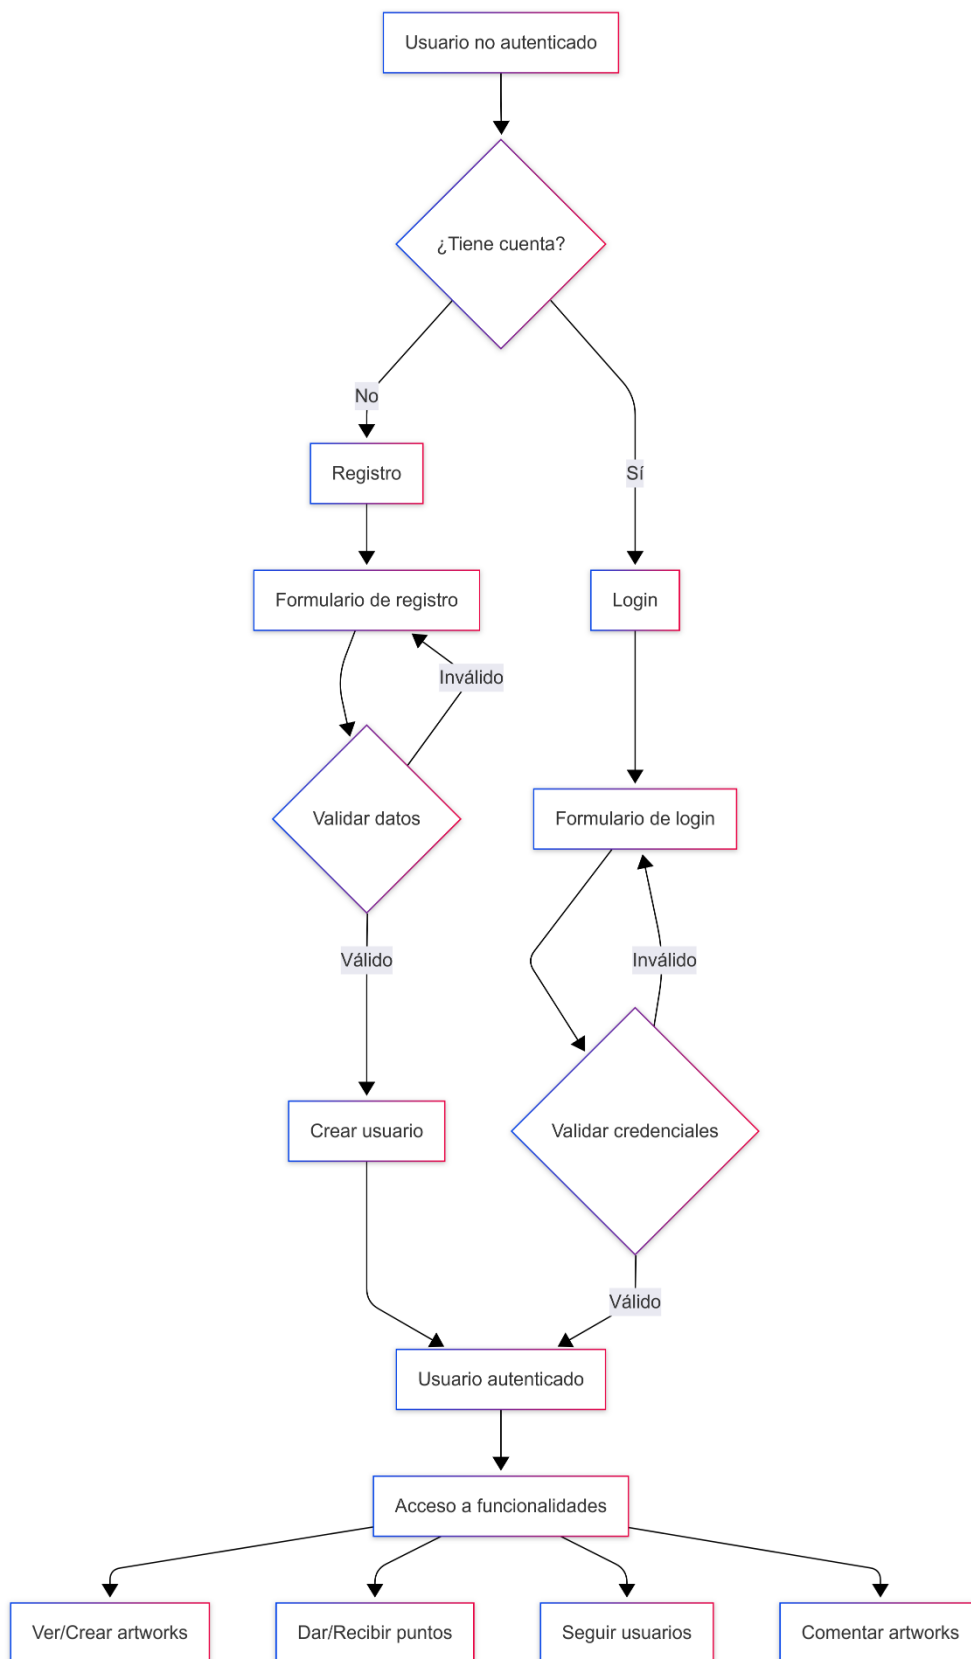 Usuario no autenticado
¿Tiene cuenta?
No
Sí
Registro
Formulario de registro
Login
Inválido
Validar datos
Formulario de login
Válido
Inválido
Crear usuario
Validar credenciales
Válido
Usuario autenticado
Acceso a funcionalidades
Ver/Crear artworks
Dar/Recibir puntos
Seguir usuarios
Comentar artworks